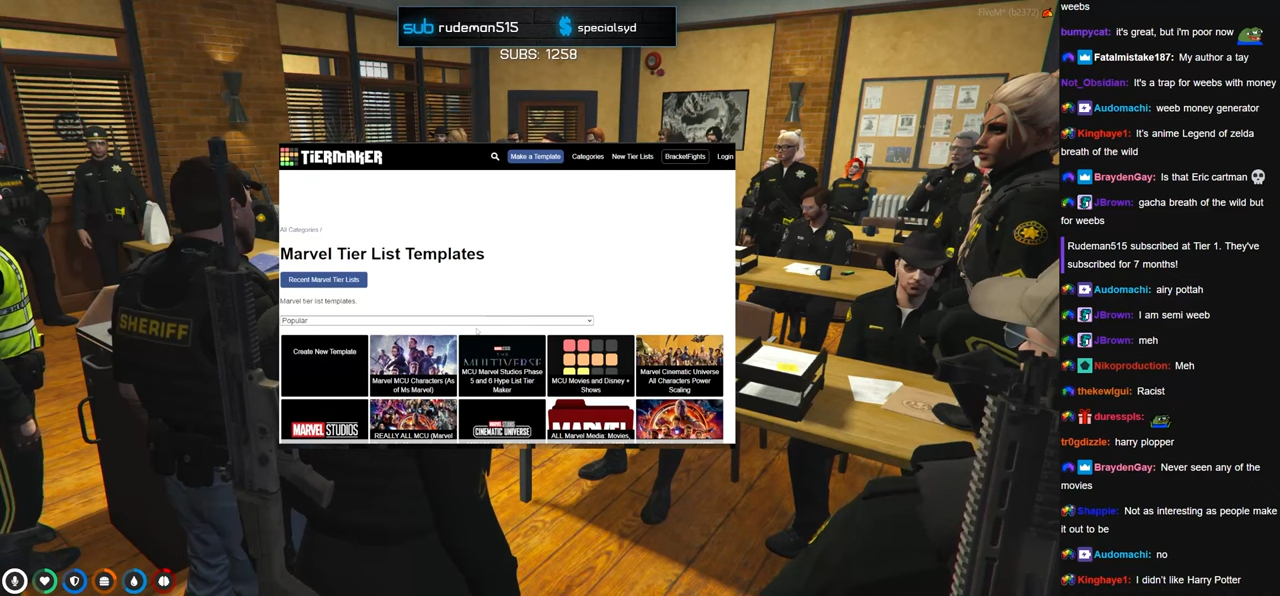 sub rudeman515 $ specialsyd
SUBS: 1258
FiveM® (b2372)
SHERIFF
TiERMAKER
Make a Template Categories New Tier Lists BracketFights Login
All Categories /
Marvel Tier List Templates
Recent Marvel Tier Lists
Marvel tier list templates.
Popular
Create New Template
Marvel MCU Characters (As
of Ms Marvel)
MULTIVERSE
MCU Marvel Studios Phase
5 and 6 Hype List Tier
Maker
MCU Movies and Disney +
Shows
Marvel Cinematic Universe
All Characters Power
Scaling
MARVEL STUDIOS
REALLY ALL MCU (Marvel
CINEMATIC UNIVERSE
ALL Marvel Media: Movies,
weebs
bumpycat: it's great, but i'm poor now
Fatalmistake187: My author a tay
Not_Obsidian: It's a trap for weebs with money
Audomachi: weeb money generator
Kinghaye1: It's anime Legend of zelda
breath of the wild
BraydenGay: Is that Eric cartman 💀
JBrown: gacha breath of the wild but
for weebs
Rudeman515 subscribed at Tier 1. They've
subscribed for 7 months!
Audomachi: airy pottah
JBrown: I am semi weeb
JBrown: meh
Nikoproduction: Meh
thekewlgui: Racist
duresspls:
tr0gdizzle: harry plopper
BraydenGay: Never seen any of the
movies
Shappie: Not as interesting as people make
it out to be
Audomachi: no
Kinghaye1: I didn't like Harry Potter